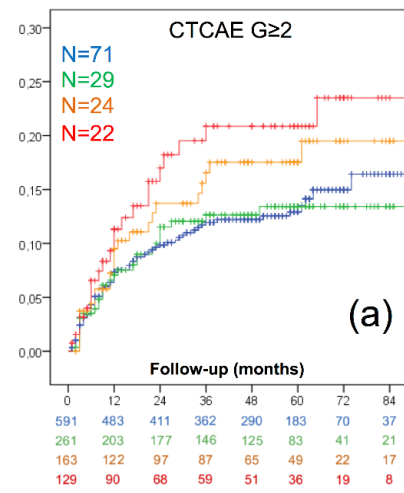 CTCAE G≥2
0,30
N=71
N=29
0,25
N=24
N=22
0,20
0,15
0,10
0,05
(a)
0,00
Follow-up (months)
0 12 24 36 48 60 72 84
591 483 411 362 290 183 70 37
261 203 177 146 125 83 41 21
163 122 97 87 65 49 22 17
129 90 68 59 51 36 19 8